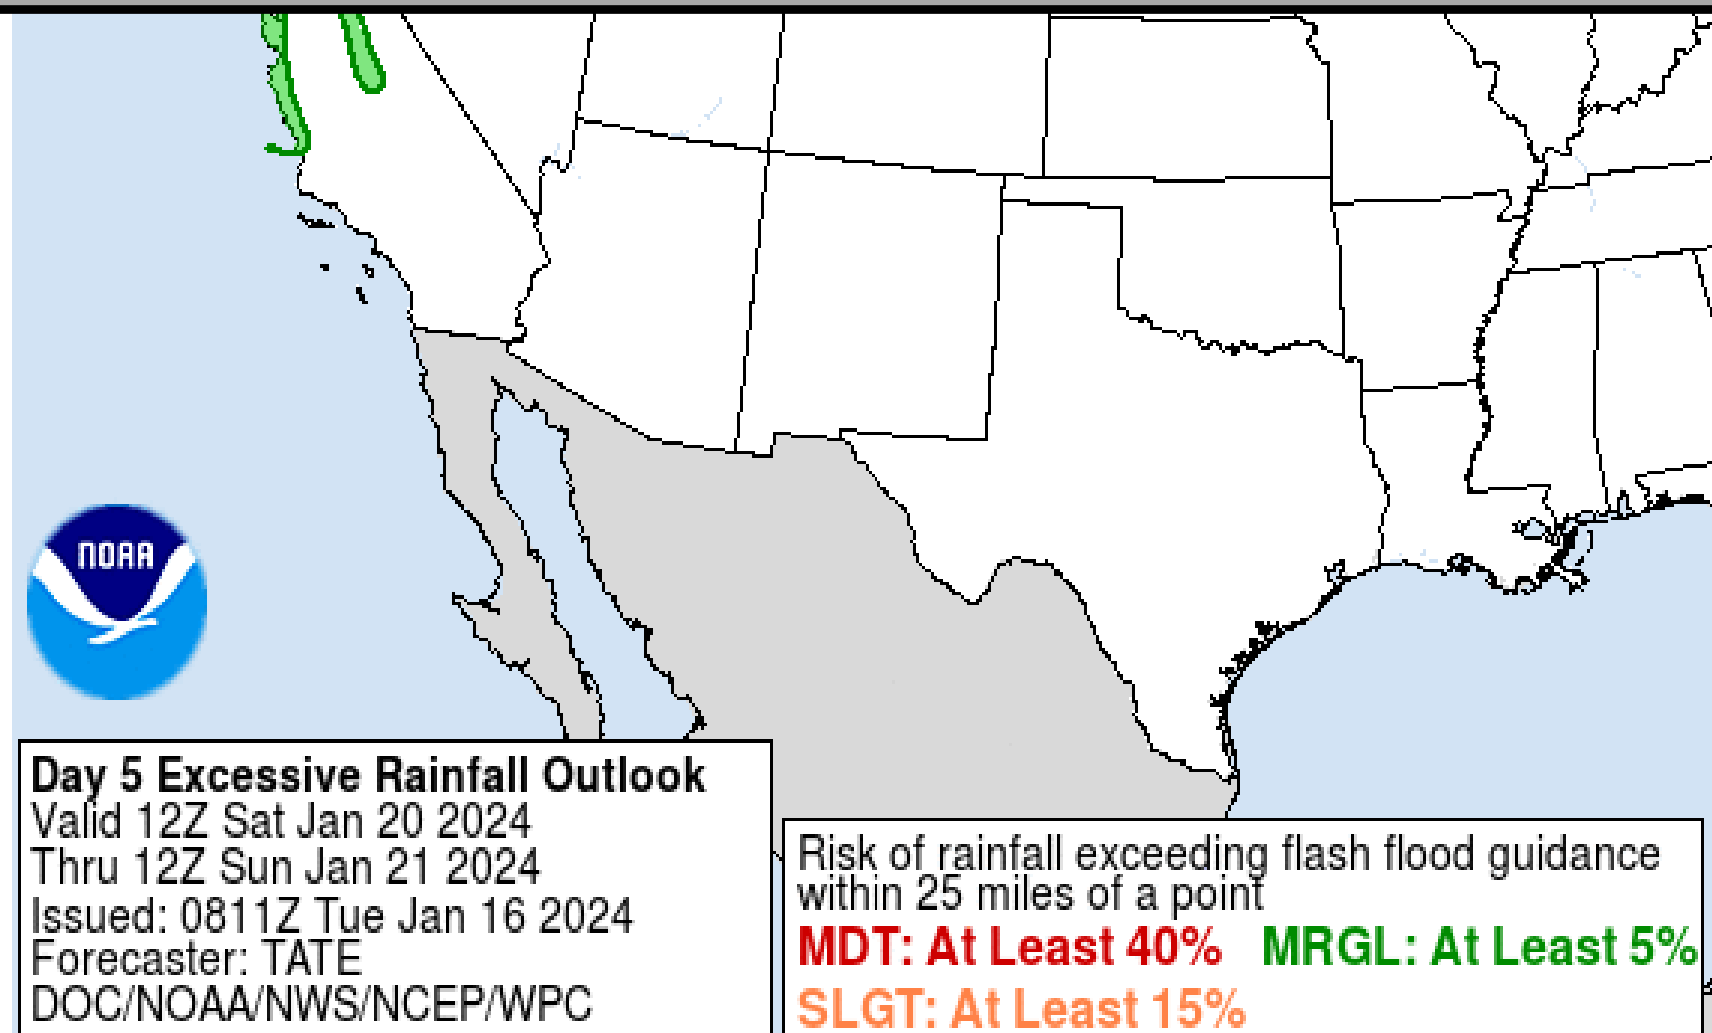 NOAA
Day 5 Excessive Rainfall Outlook
Valid 12Z Sat Jan 20 2024
Thru 12Z Sun Jan 21 2024
Issued: 0811Z Tue Jan 16 2024
Forecaster: TATE
DOC/NOAA/NWS/NCEP/WPC
Risk of rainfall exceeding flash flood guidance
within 25 miles of a point
MDT: At Least 40% MRGL: At Least 5%
SLGT: At Least 15%